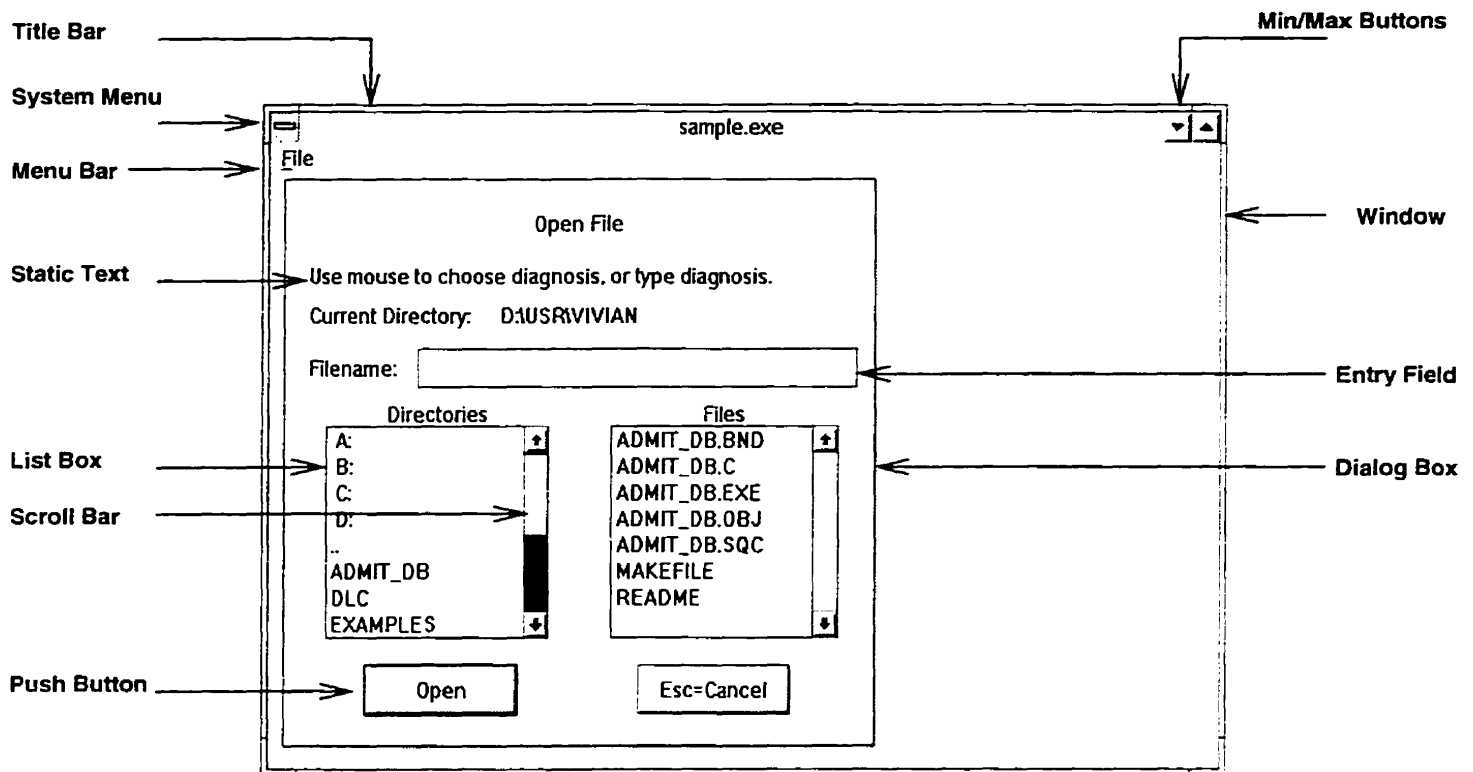 Title Bar
Min/Max Buttons
System Menu
sample.exe
Menu Bar
File
Window
Open File
Static Text
Use mouse to choose diagnosis, or type diagnosis.
Current Directory: D:\USR\VIVIAN
Filename:
Entry Field
Directories
Files
List Box
A:
B:
C:
D:
..
ADMIT_DB
DLC
EXAMPLES
ADMIT_DB.BND
ADMIT_DB.C
ADMIT_DB.EXE
ADMIT_DB.OBJ
ADMIT_DB.SQC
MAKEFILE
README
Dialog Box
Scroll Bar
Push Button
Open
Esc=Cancel